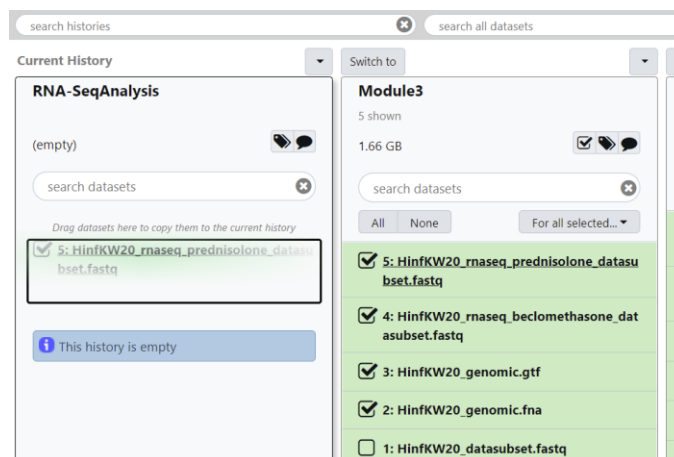 search histories
search all datasets
Current History
Switch to
RNA-SeqAnalysis
(empty)
search datasets
Drag datasets here to copy them to the current history
5: HinfKW20_rnaseq_prednisolone_datasu
bset.fastq
This history is empty
Module3
5 shown
1.66 GB
search datasets
All
None
For all selected...
5: HinfKW20_rnaseq_prednisolone_datasu
bset.fastq
4: HinfKW20_rnaseq_beclomethasone_dat
asubset.fastq
3: HinfKW20_genomic.gtf
2: HinfKW20_genomic.fna
1: HinfKW20_datasubset.fastq